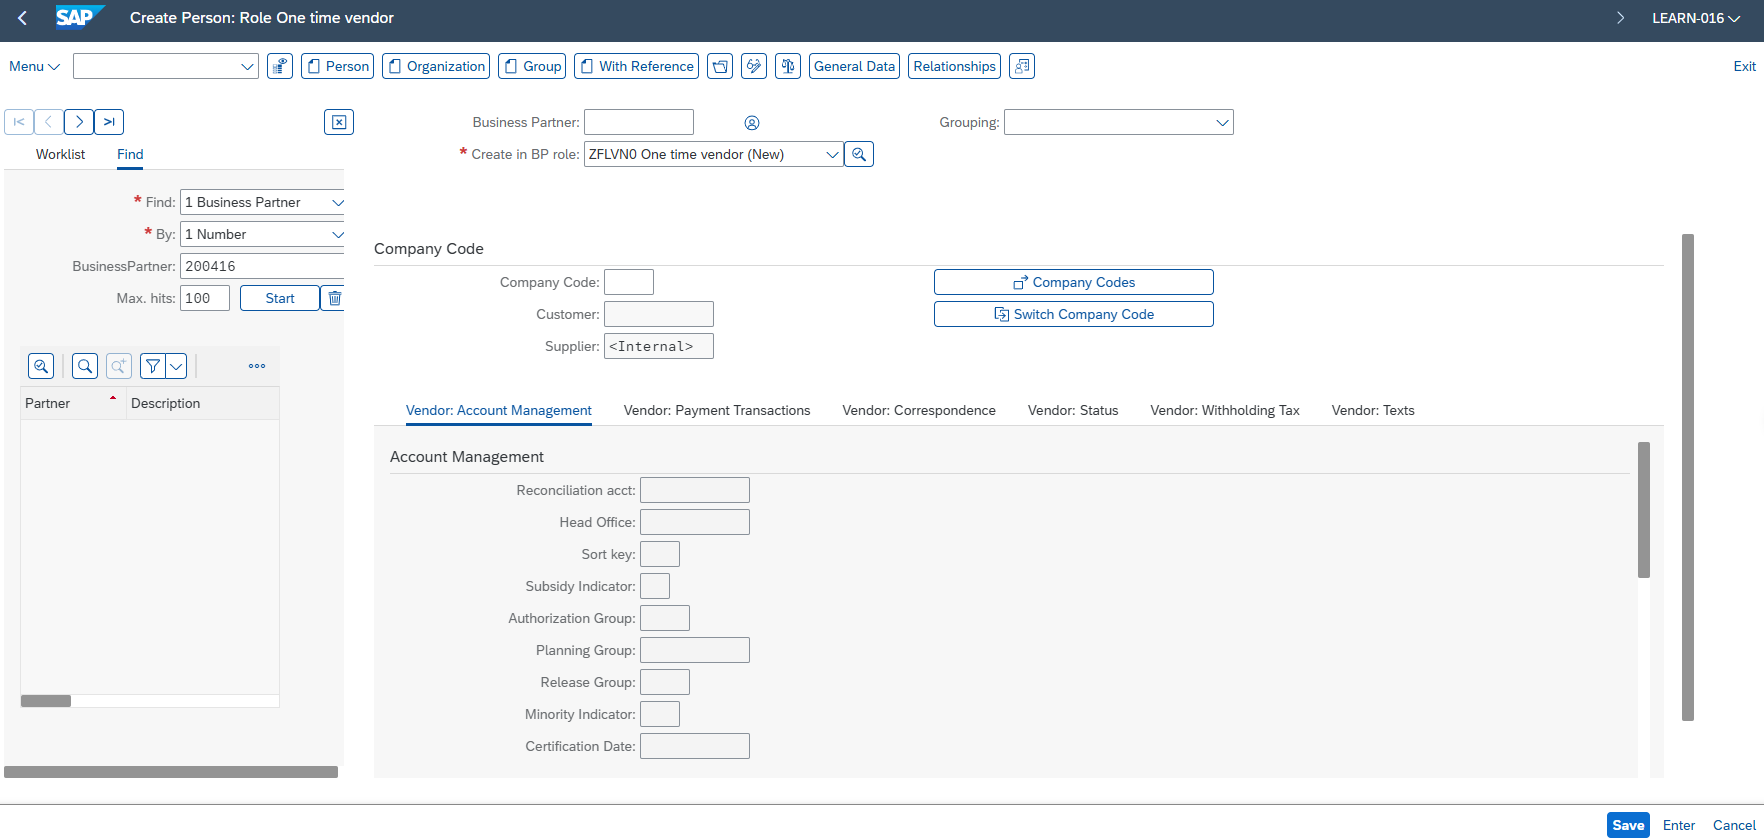 SAP Create Person: Role One time vendor LEARN-016
Menu Person Organization Group With Reference General Data Relationships Exit
Business Partner: Grouping:
Worklist Find
* Create in BP role: ZFLVN0 One time vendor (New)
* Find: 1 Business Partner
* By: 1 Number
BusinessPartner: 200416
Max. hits: 100 Start
Partner Description
Company Code
Company Code: Company Codes
Customer: Switch Company Code
Supplier: <Internal>
Vendor: Account Management Vendor: Payment Transactions Vendor: Correspondence Vendor: Status Vendor: Withholding Tax Vendor: Texts
Account Management
Reconciliation acct:
Head Office:
Sort key:
Subsidy Indicator:
Authorization Group:
Planning Group:
Release Group:
Minority Indicator:
Certification Date:
Save Enter Cancel